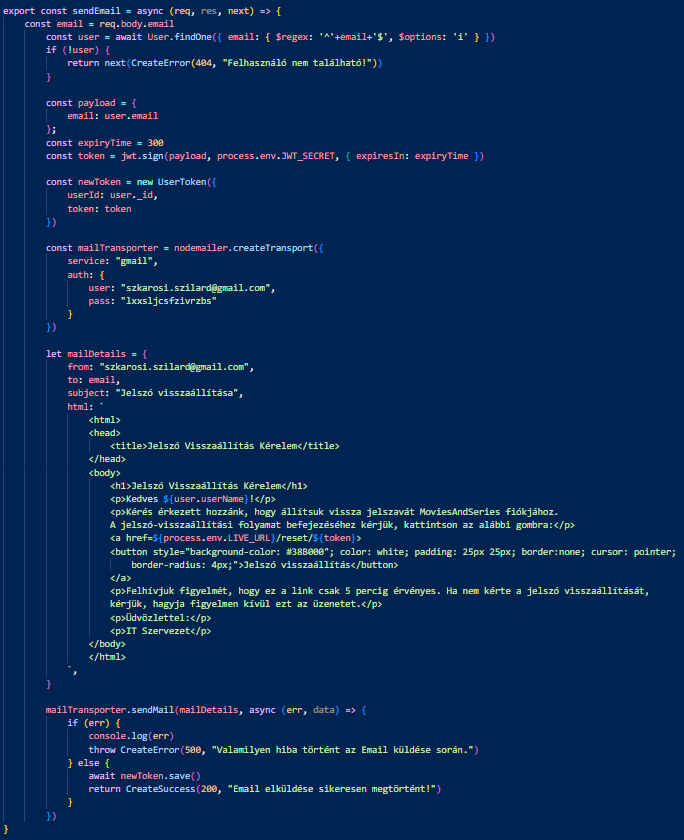 export const sendEmail = async (req, res, next) => {
const email = req.body.email
const user = await User.findOne({ email: { $regex: '^'+email+'$', $options: 'i' } })
if (!user) {
return next(CreateError(404, "Felhasználó nem található!"))
}
const payload = {
email: user.email
};
const expiryTime = 300
const token = jwt.sign(payload, process.env.JWT_SECRET, { expiresIn: expiryTime })
const newToken = new UserToken({
userId: user._id,
token: token
})
const mailTransporter = nodemailer.createTransport({
service: "gmail",
auth: {
user: "szkarosi.szilard@gmail.com",
pass: "lxxsljcsfzivrzbs"
}
})
let mailDetails = {
from: "szkarosi.szilard@gmail.com",
to: email,
subject: "Jelszó visszaállítása",
html: `
<html>
<head>
<title>Jelszó Visszaállítás Kérelem</title>
</head>
<body>
<h1>Jelszó Visszaállítás Kérelem</h1>
<p>Kedves ${user.userName}!</p>
<p>Kérés érkezett hozzánk, hogy állítsuk vissza jelszavát MoviesAndSeries fiókjához.
A jelszó-visszaállítási folyamat befejezéséhez kérjük, kattintson az alábbi gombra:</p>
<a href=${process.env.LIVE_URL}/reset/${token}>
<button style="background-color: #38B000"; color: white; padding: 25px 25px; border:none; cursor: pointer;
border-radius: 4px;">Jelszó visszaállítás</button>
</a>
<p>Felhívjuk figyelmét, hogy ez a link csak 5 percig érvényes. Ha nem kérte a jelszó visszaállítását,
kérjük, hagyja figyelmen kívül ezt az üzenetet.</p>
<p>Üdvözlettel:</p>
<p>IT Szervezet</p>
</body>
</html>
`,
}
mailTransporter.sendMail(mailDetails, async (err, data) => {
if (err) {
console.log(err)
throw CreateError(500, "Valamilyen hiba történt az Email küldése során.")
} else {
await newToken.save()
return CreateSuccess(200, "Email elküldése sikeresen megtörtént!")
}
})
}